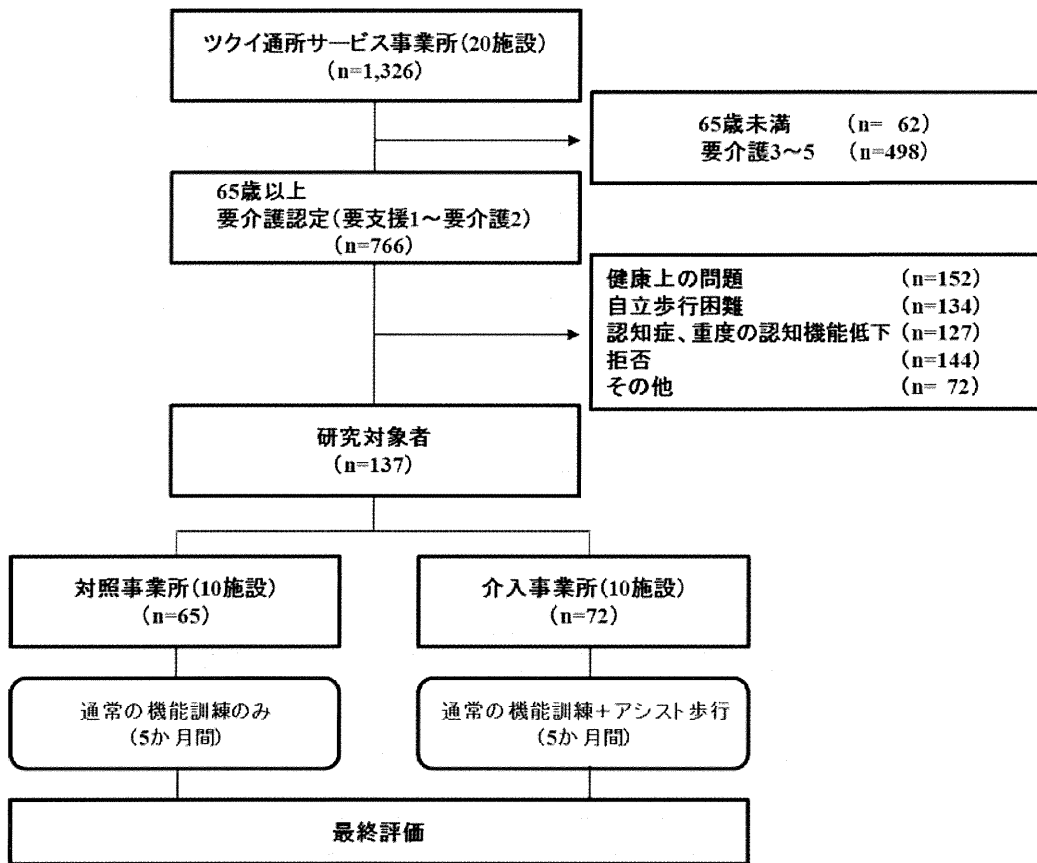 ツクイ通所サービス事業所(20施設)
(n=1,326)
65歳未満 (n= 62)
要介護3~5 (n=498)
65歳以上
要介護認定(要支援1~要介護2)
(n=766)
健康上の問題 (n=152)
自立歩行困難 (n=134)
認知症、重度の認知機能低下 (n=127)
拒否 (n=144)
その他 (n= 72)
研究対象者
(n=137)
対照事業所(10施設)
(n=65)
介入事業所(10施設)
(n=72)
通常の機能訓練のみ
(5か月間)
通常の機能訓練+アシスト歩行
(5か月間)
最終評価